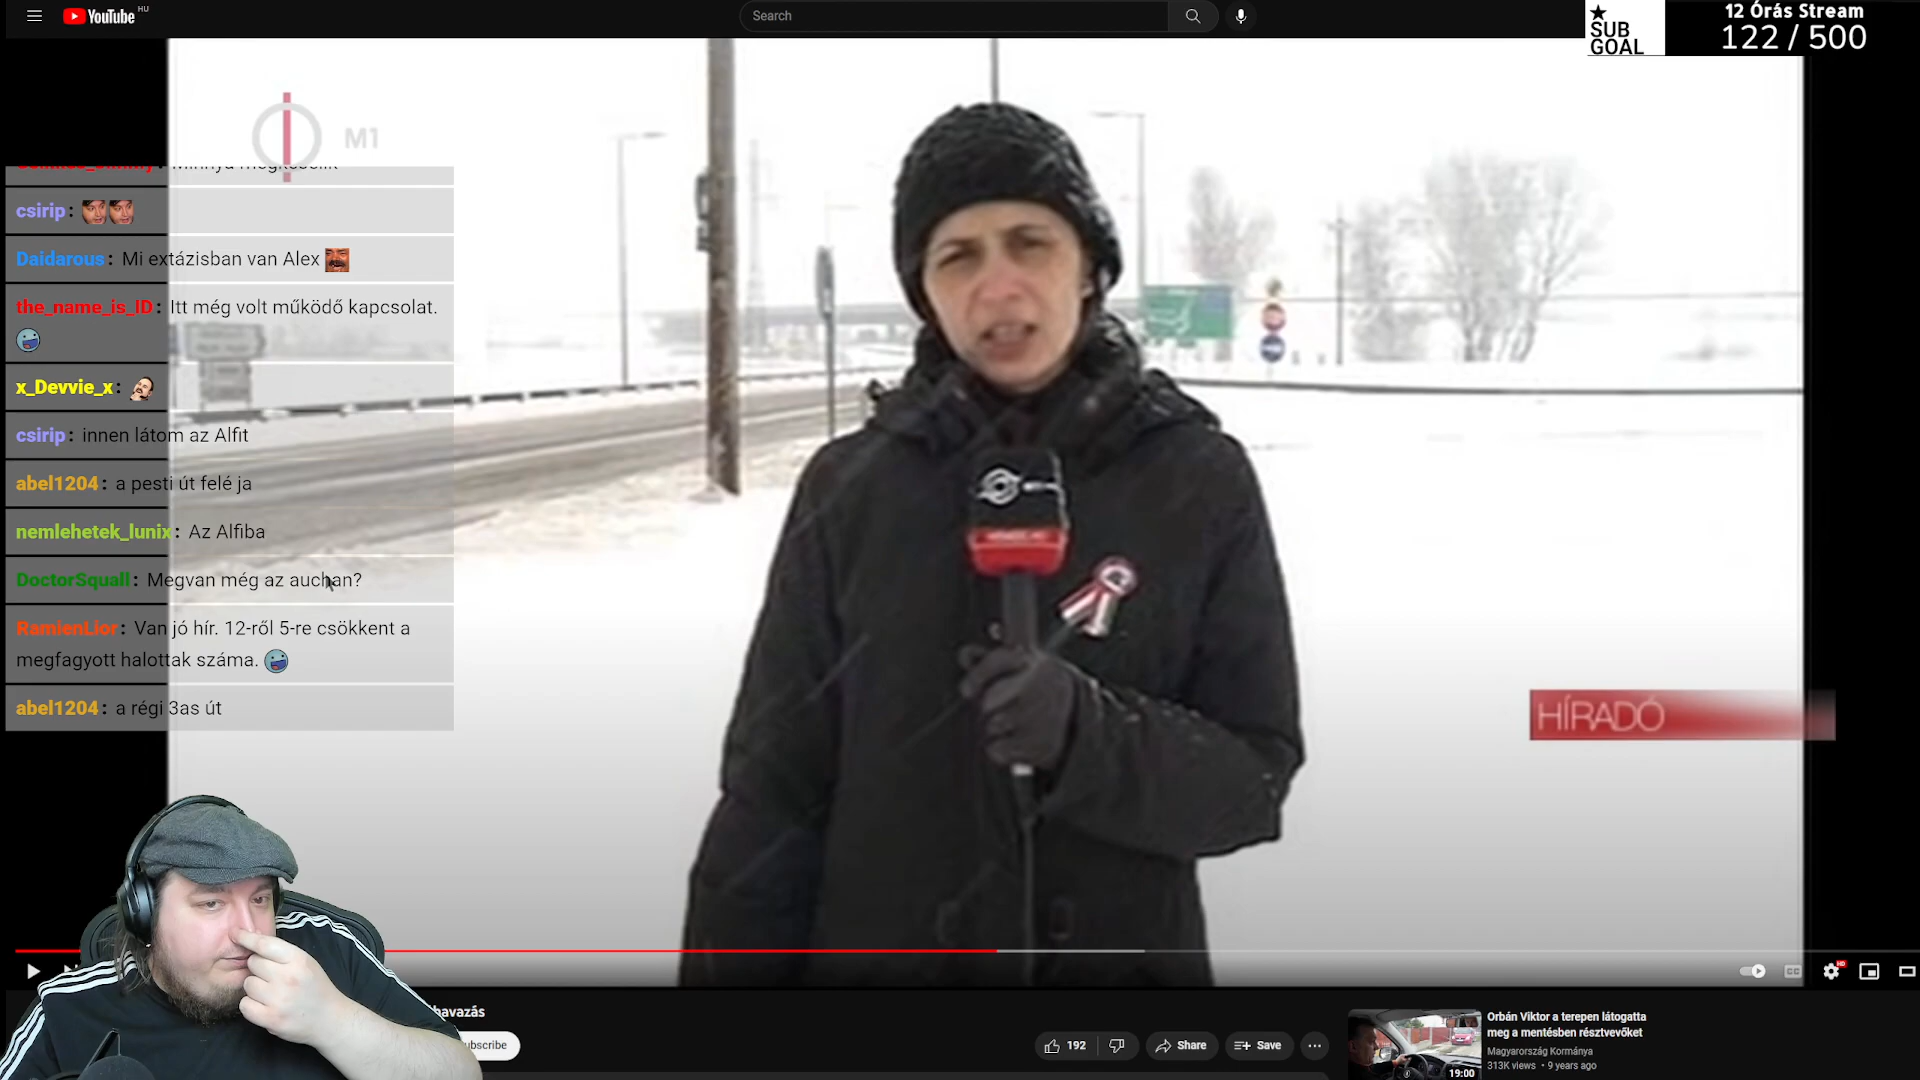 YouTube HU
Search
SUB
GOAL
12 Órás Stream
122 / 500
M1
csirip:
Daidarous: Mi extázisban van Alex
the_name_is_ID: Itt még volt működő kapcsolat.
x_Devvie_x:
csirip: innen látom az Alfit
abel1204: a pesti út felé ja
nemlehetek_lunix: Az Alfiba
DoctorSquall: Megvan még az auchan?
RamienLior: Van jó hír. 12-ről 5-re csökkent a
megfagyott halottak száma.
abel1204: a régi 3as út
HÍRADÓ
HD
havazás
ubscribe
192
Share
Save
Orbán Viktor a terepen látogatta
meg a mentésben résztvevőket
Magyarország Kormánya
313K views • 9 years ago
19:00